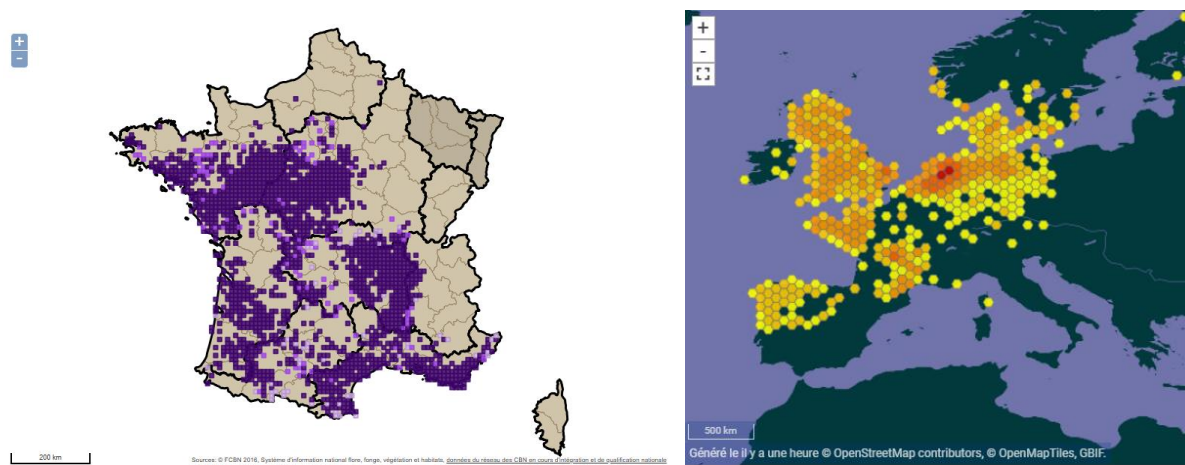 +
-
200 km
Sources: © FCBN 2016, Système d'information national flore, fonge, végétation et habitats, données du réseau des CBN en cours d'intégration et de qualification nationale
+
-
500 km
Généré le il y a une heure © OpenStreetMap contributors, © OpenMapTiles, GBIF.